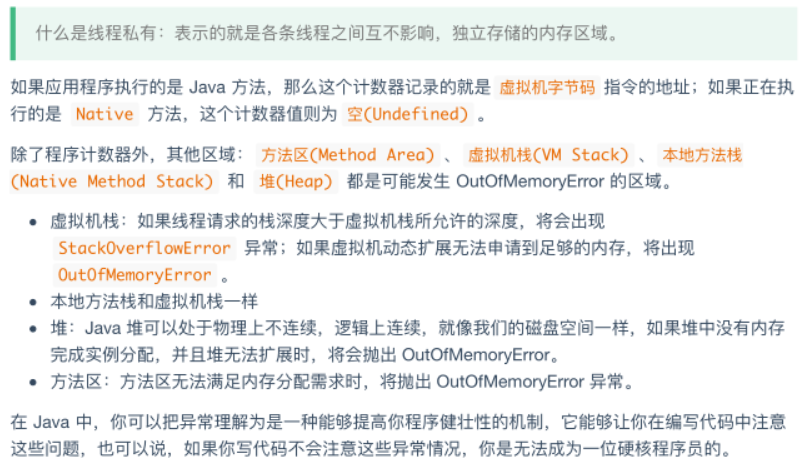 什么是线程私有：表示的就是各条线程之间互不影响，独立存储的内存区域。
如果应用程序执行的是 Java 方法，那么这个计数器记录的就是 虚拟机字节码 指令的地址；如果正在执
行的是 Native 方法，这个计数器值则为 空(Undefined) 。
除了程序计数器外，其他区域： 方法区(Method Area) 、 虚拟机栈(VM Stack) 、 本地方法栈
(Native Method Stack) 和 堆(Heap) 都是可能发生 OutOfMemoryError 的区域。
• 虚拟机栈：如果线程请求的栈深度大于虚拟机栈所允许的深度，将会出现
StackOverflowError 异常；如果虚拟机动态扩展无法申请到足够的内存，将出现
OutOfMemoryError 。
• 本地方法栈和虚拟机栈一样
• 堆：Java 堆可以处于物理上不连续，逻辑上连续，就像我们的磁盘空间一样，如果堆中没有内存
完成实例分配，并且堆无法扩展时，将会抛出 OutOfMemoryError。
• 方法区：方法区无法满足内存分配需求时，将抛出 OutOfMemoryError 异常。
在 Java 中，你可以把异常理解为是一种能够提高你程序健壮性的机制，它能够让你在编写代码中注意
这些问题，也可以说，如果你写代码不会注意这些异常情况，你是无法成为一位硬核程序员的。